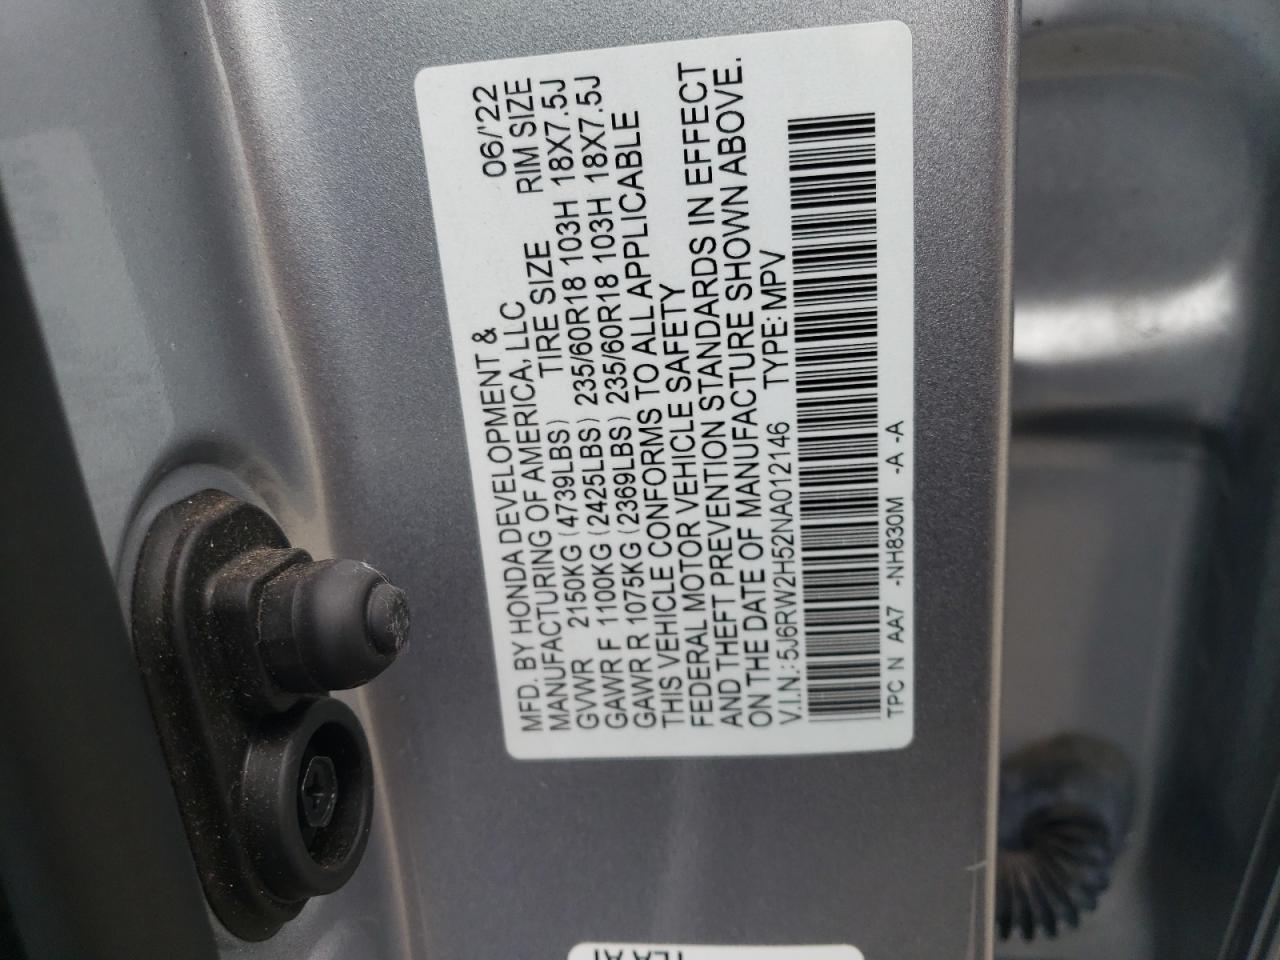 MFD. BY HONDA DEVELOPMENT & 06/'22
MANUFACTURING OF AMERICA, LLC RIM SIZE
GVWR 2150KG (4739LBS) TIRE SIZE
GAWR F 1100KG (2425LBS) 235/60R18 103H 18X7.5J
GAWR R 1075KG (2369LBS) 235/60R18 103H 18X7.5J
THIS VEHICLE CONFORMS TO ALL APPLICABLE
FEDERAL MOTOR VEHICLE SAFETY
AND THEFT PREVENTION STANDARDS IN EFFECT
ON THE DATE OF MANUFACTURE SHOWN ABOVE.
V.I.N.: 5J6RW2H52NA012146 TYPE: MPV
TPC N AA7 -NH830M -A -A